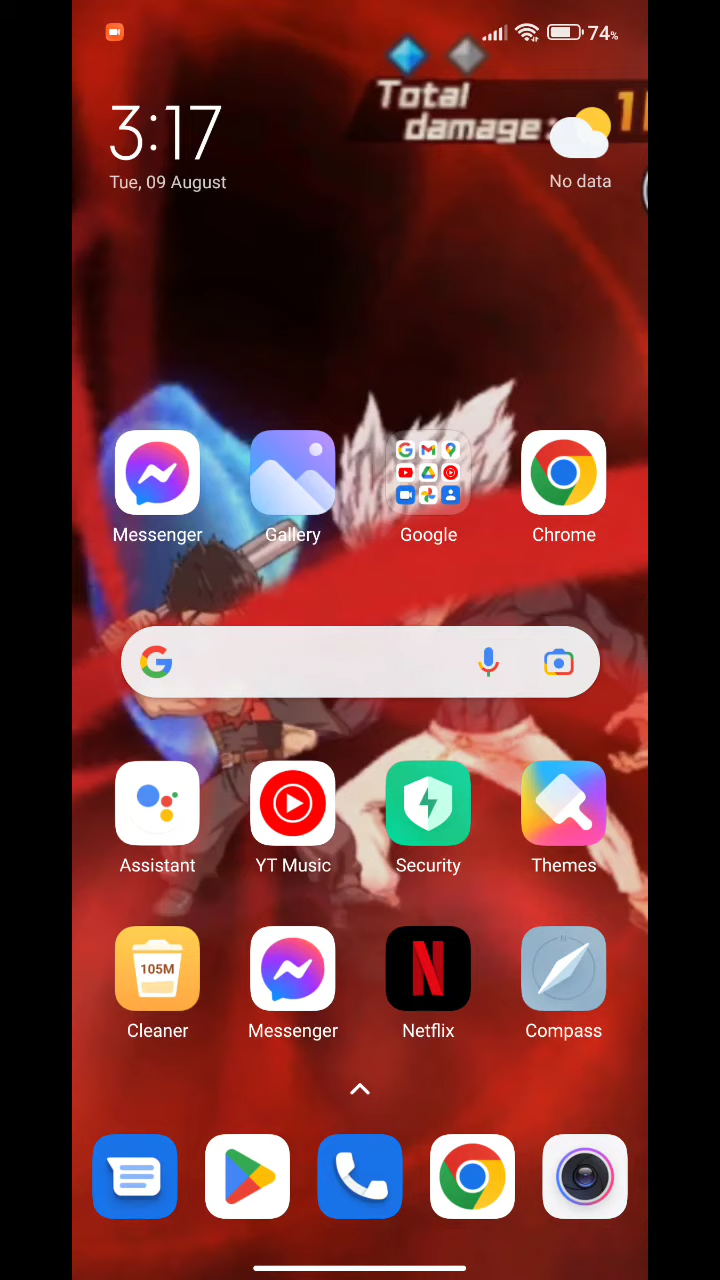 74%
Total
damage:
3:17
Tue, 09 August
No data
Messenger
Gallery
Google
Chrome
Assistant
YT Music
Security
Themes
105M
Cleaner
Messenger
Netflix
Compass